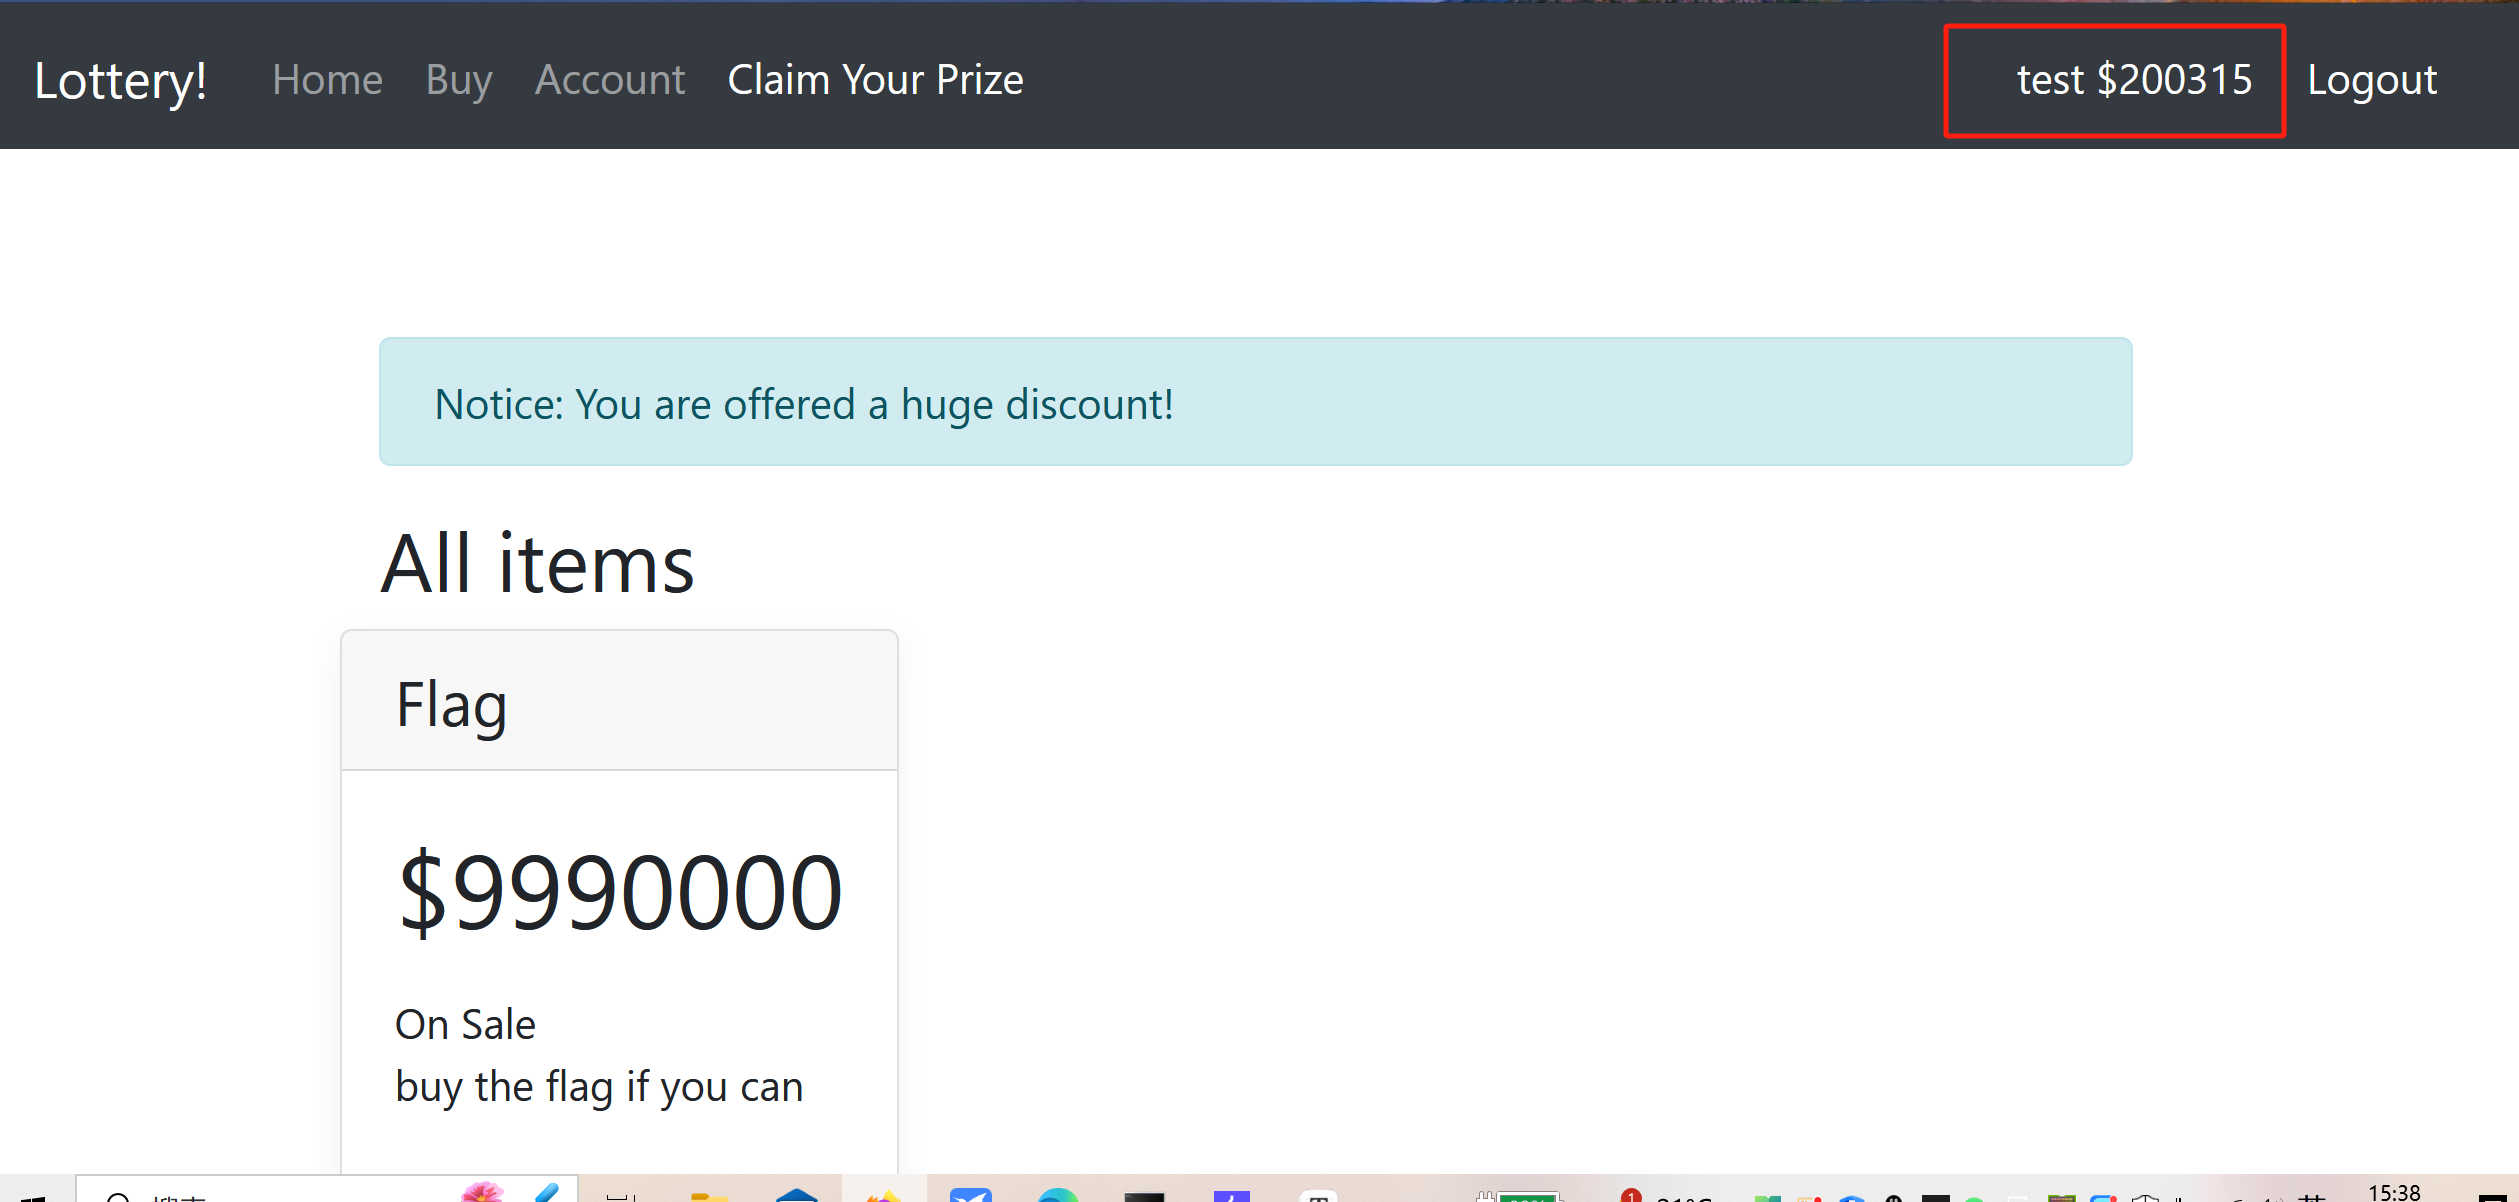 Lottery! Home Buy Account Claim Your Prize test $200315 Logout
Notice: You are offered a huge discount!
All items
Flag
$9990000
On Sale
buy the flag if you can
15:38